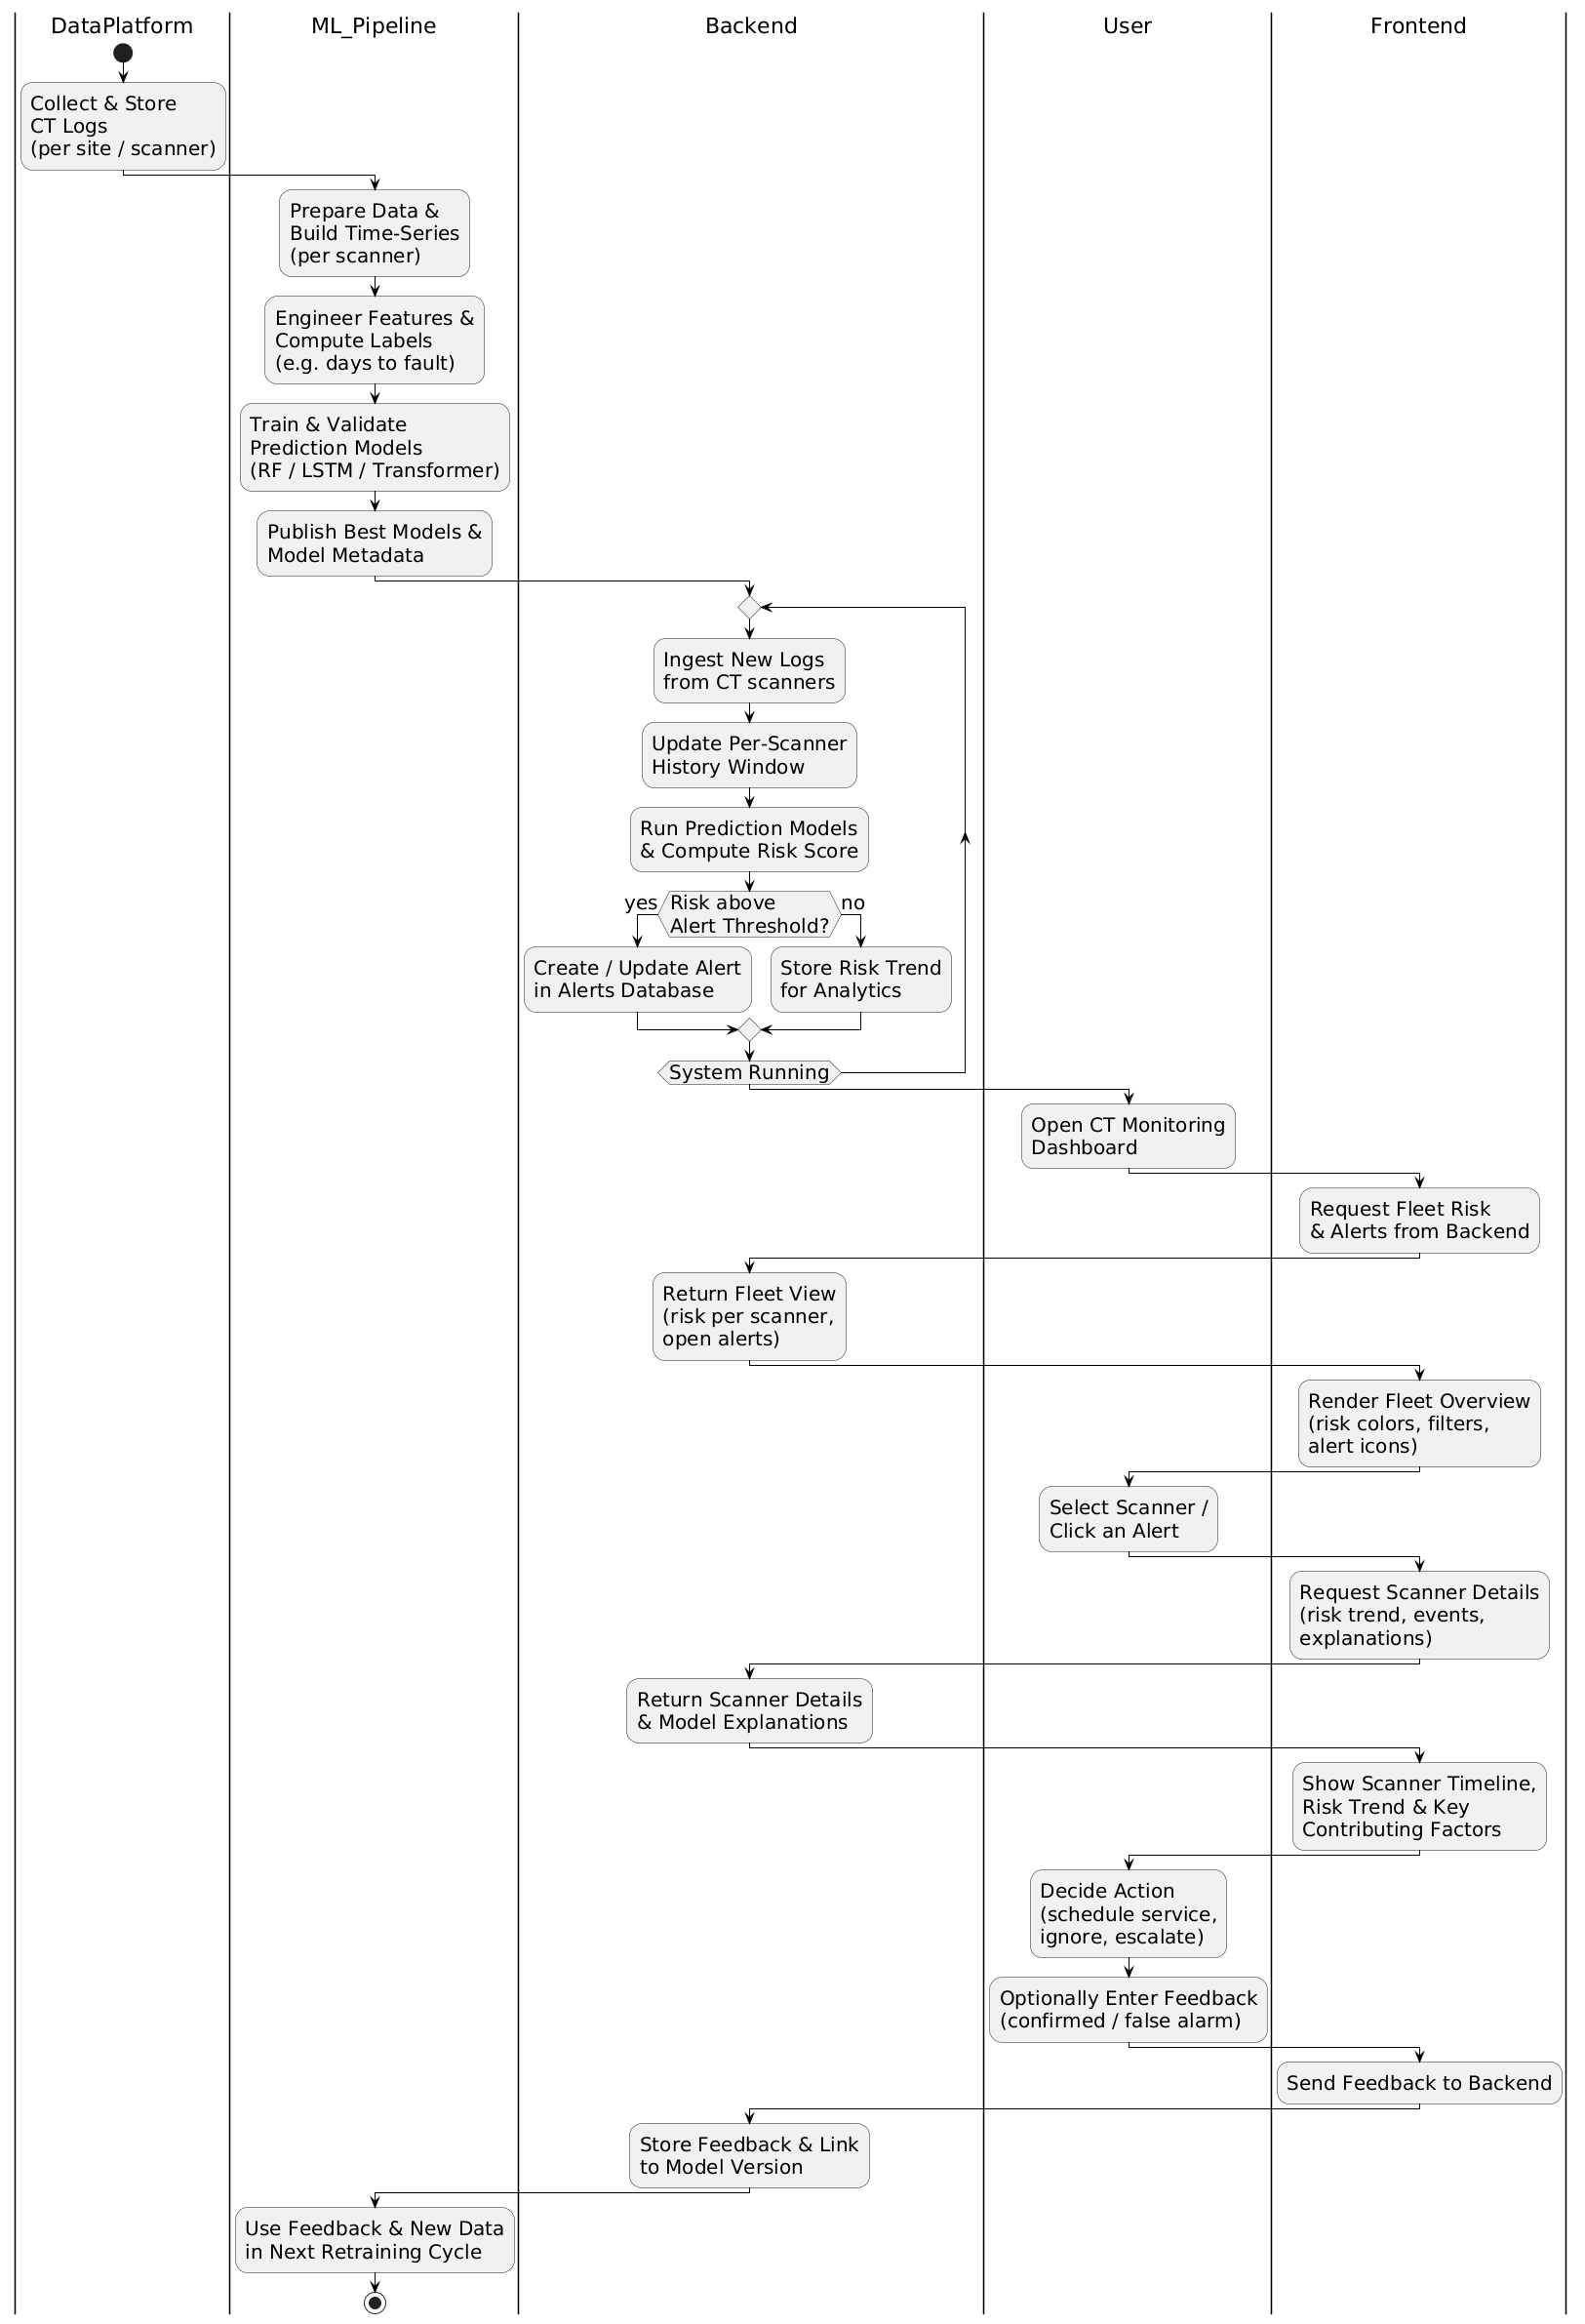 DataPlatform
ML_Pipeline
Backend
User
Frontend
Collect & Store
CT Logs
(per site / scanner)
Prepare Data &
Build Time-Series
(per scanner)
Engineer Features &
Compute Labels
(e.g. days to fault)
Train & Validate
Prediction Models
(RF / LSTM / Transformer)
Publish Best Models &
Model Metadata
Ingest New Logs
from CT scanners
Update Per-Scanner
History Window
Run Prediction Models
& Compute Risk Score
yes
Risk above
Alert Threshold?
no
Create / Update Alert
in Alerts Database
Store Risk Trend
for Analytics
System Running
Open CT Monitoring
Dashboard
Request Fleet Risk
& Alerts from Backend
Return Fleet View
(risk per scanner,
open alerts)
Render Fleet Overview
(risk colors, filters,
alert icons)
Select Scanner /
Click an Alert
Request Scanner Details
(risk trend, events,
explanations)
Return Scanner Details
& Model Explanations
Show Scanner Timeline,
Risk Trend & Key
Contributing Factors
Decide Action
(schedule service,
ignore, escalate)
Optionally Enter Feedback
(confirmed / false alarm)
Send Feedback to Backend
Store Feedback & Link
to Model Version
Use Feedback & New Data
in Next Retraining Cycle